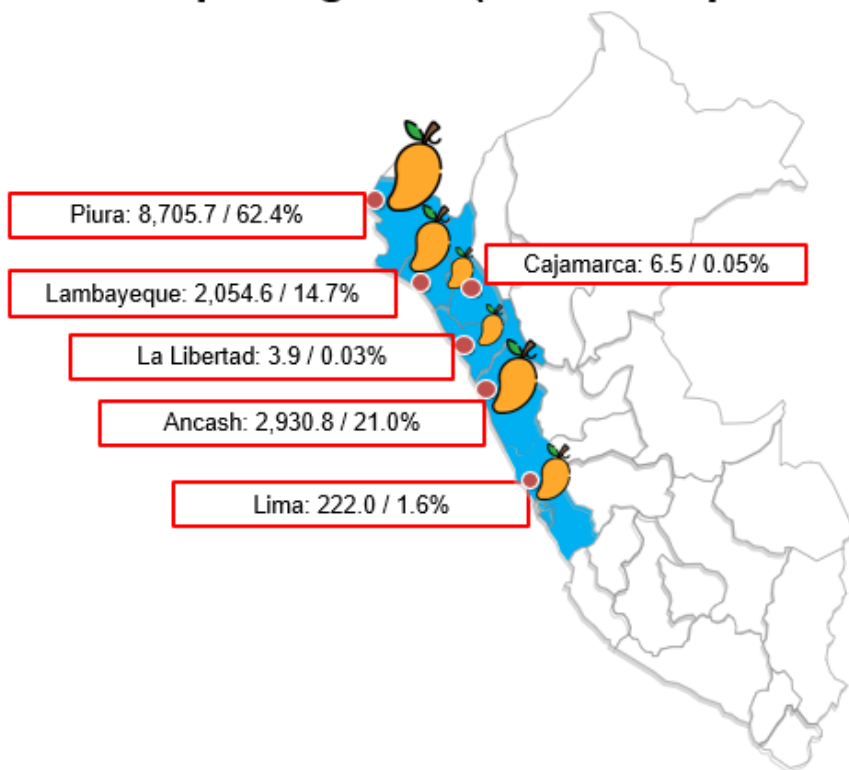 Piura: 8,705.7 / 62.4%
Cajamarca: 6.5 / 0.05%
Lambayeque: 2,054.6 / 14.7%
La Libertad: 3.9 / 0.03%
Ancash: 2,930.8 / 21.0%
Lima: 222.0 / 1.6%